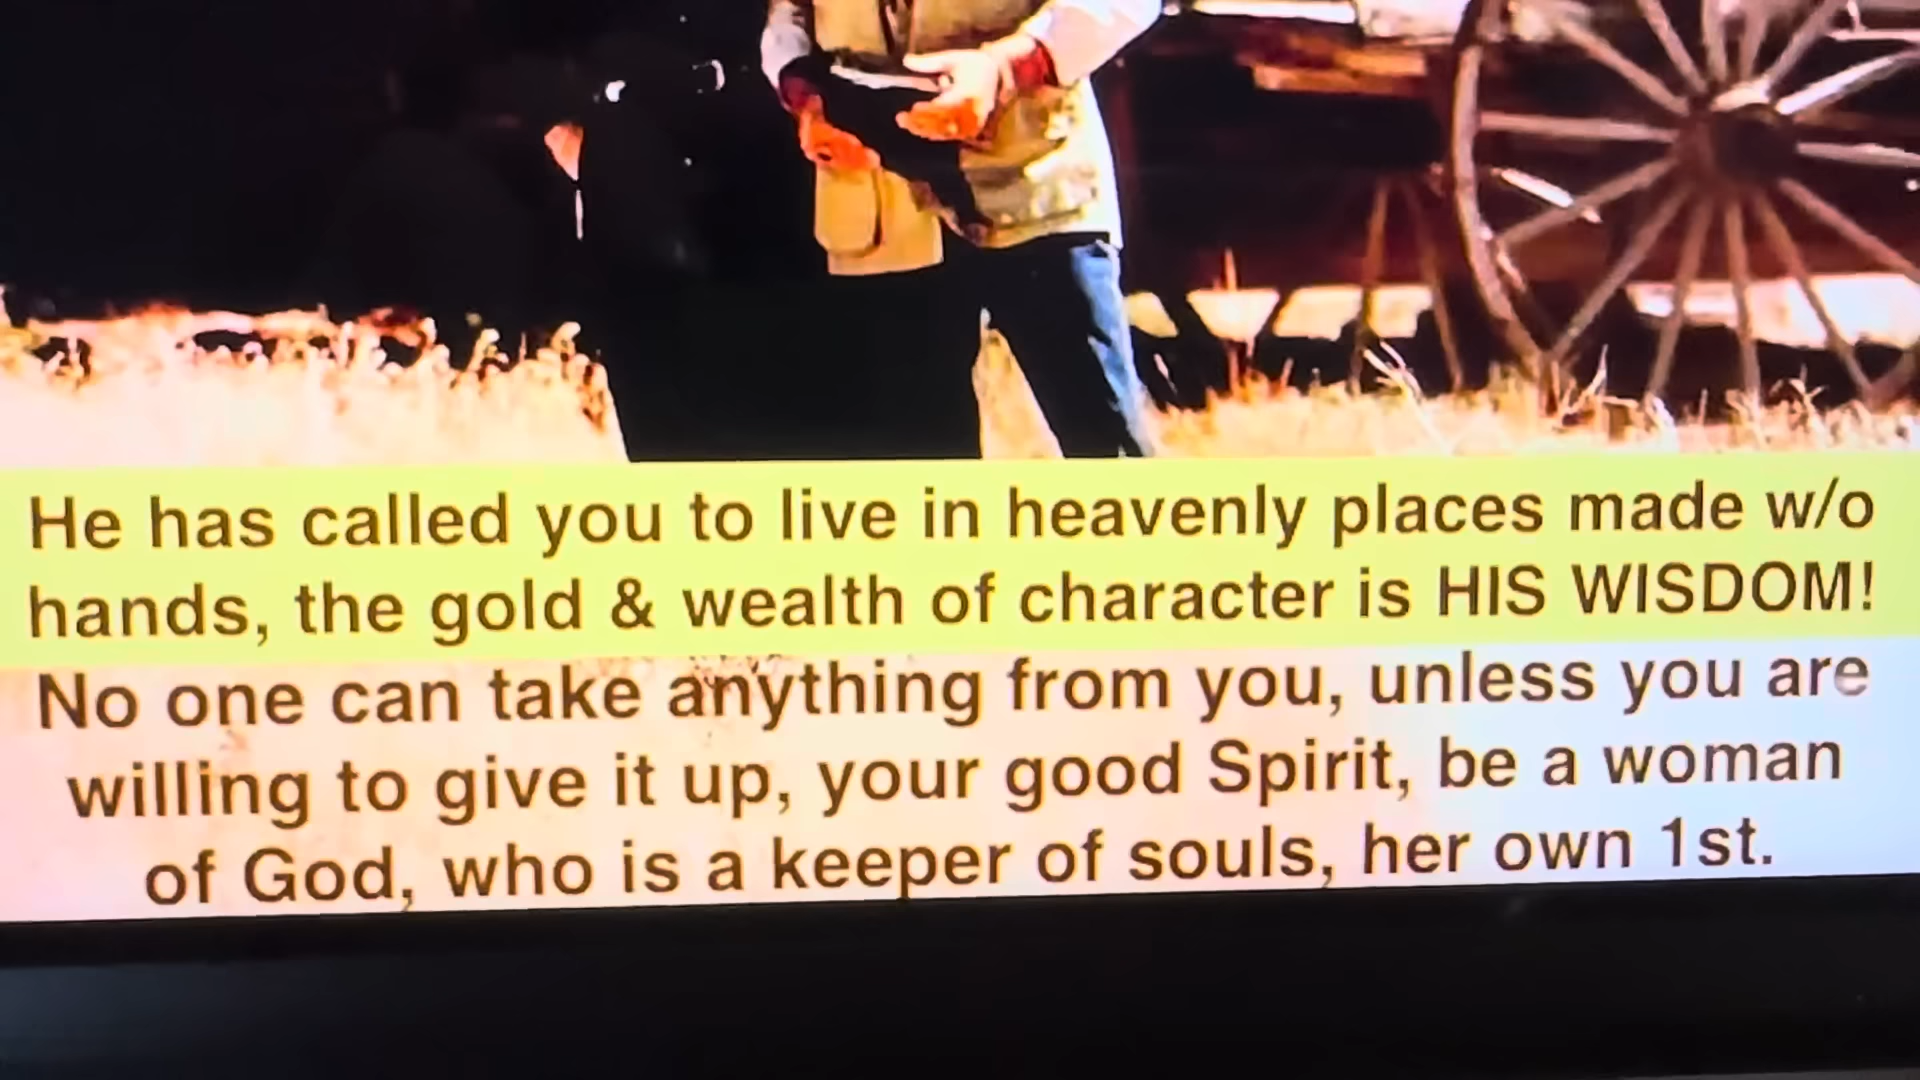 He has called you to live in heavenly places made w/o
hands, the gold & wealth of character is HIS WISDOM!
No one can take anything from you, unless you are
willing to give it up, your good Spirit, be a woman
of God, who is a keeper of souls, her own 1st.